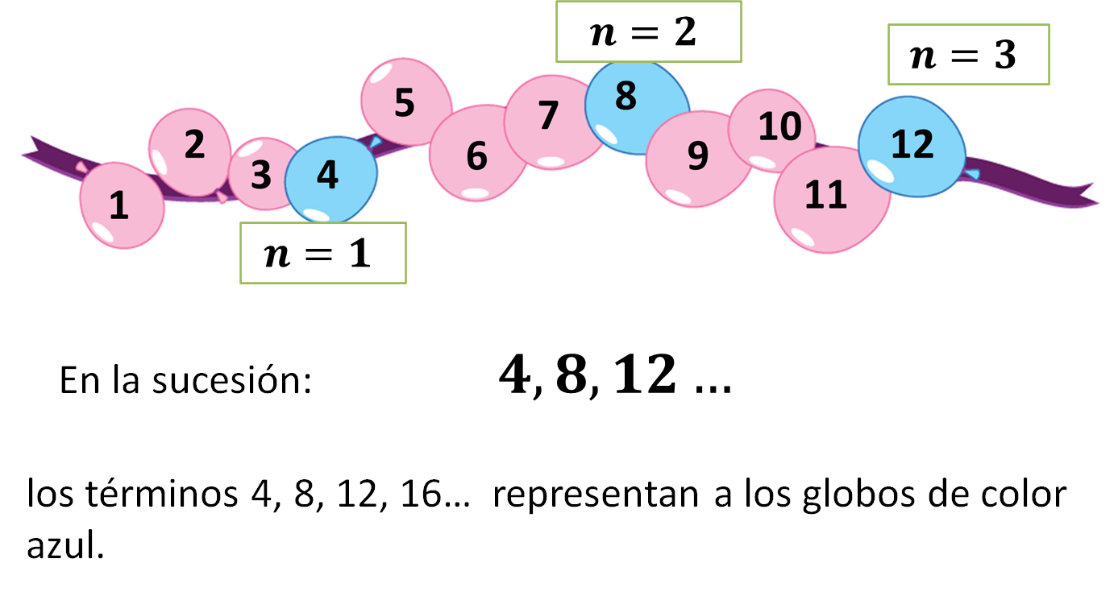 n = 2
n = 3
1
2
3
4
5
6
7
8
9
10
11
12
n = 1
En la sucesión: 4, 8, 12 ...
los términos 4, 8, 12, 16... representan a los globos de color
azul.